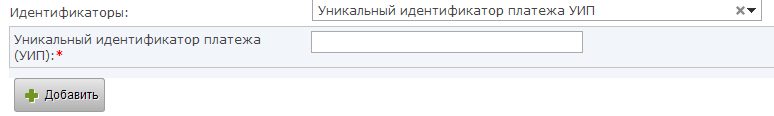 Идентификаторы: Уникальный идентификатор платежа УИП
Уникальный идентификатор платежа
(УИП):*
Добавить